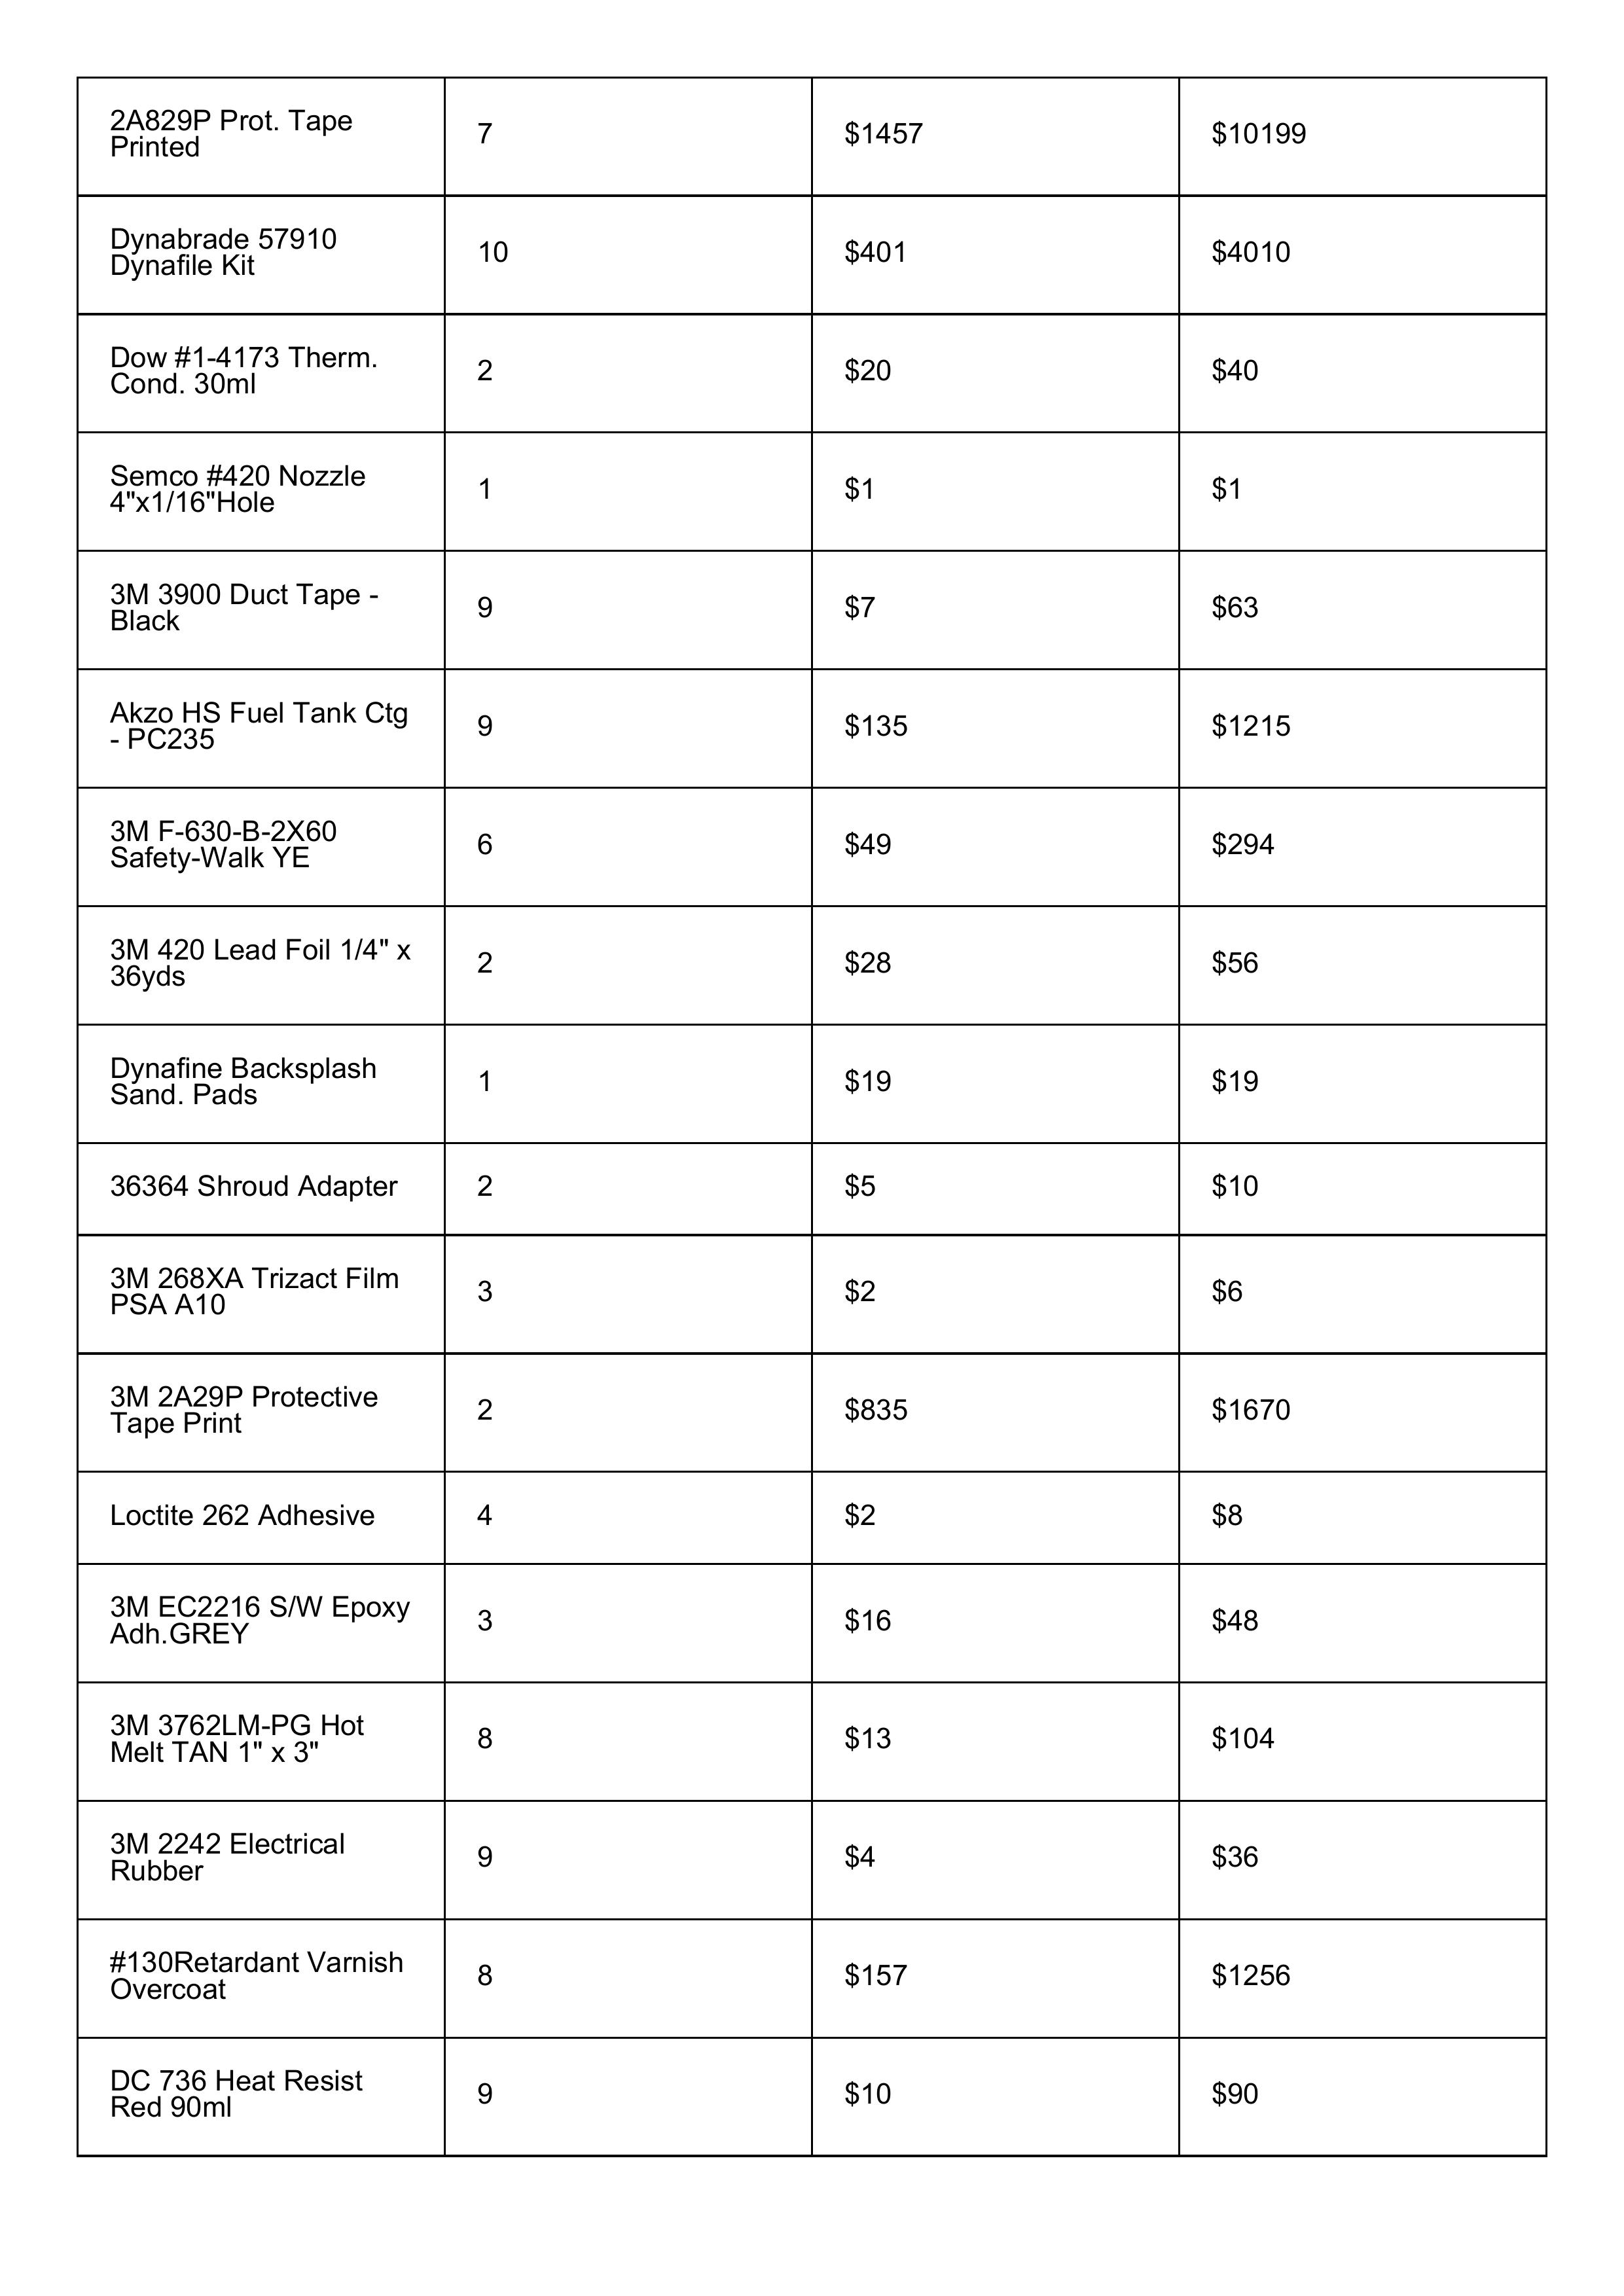 2A829P Prot. Tape
Printed
7
$1457
$10199
Dynabrade 57910
Dynafile Kit
10
$401
$4010
Dow #1-4173 Therm.
Cond. 30ml
2
$20
$40
Semco #420 Nozzle
4"x1/16"Hole
1
$1
$1
3M 3900 Duct Tape -
Black
9
$7
$63
Akzo HS Fuel Tank Ctg
- PC235
9
$135
$1215
3M F-630-B-2X60
Safety-Walk YE
6
$49
$294
3M 420 Lead Foil 1/4" x
36yds
2
$28
$56
Dynafine Backsplash
Sand. Pads
1
$19
$19
36364 Shroud Adapter
2
$5
$10
3M 268XA Trizact Film
PSA A10
3
$2
$6
3M 2A29P Protective
Tape Print
2
$835
$1670
Loctite 262 Adhesive
4
$2
$8
3M EC2216 S/W Epoxy
Adh.GREY
3
$16
$48
3M 3762LM-PG Hot
Melt TAN 1" x 3"
8
$13
$104
3M 2242 Electrical
Rubber
9
$4
$36
#130Retardant Varnish
Overcoat
8
$157
$1256
DC 736 Heat Resist
Red 90ml
9
$10
$90